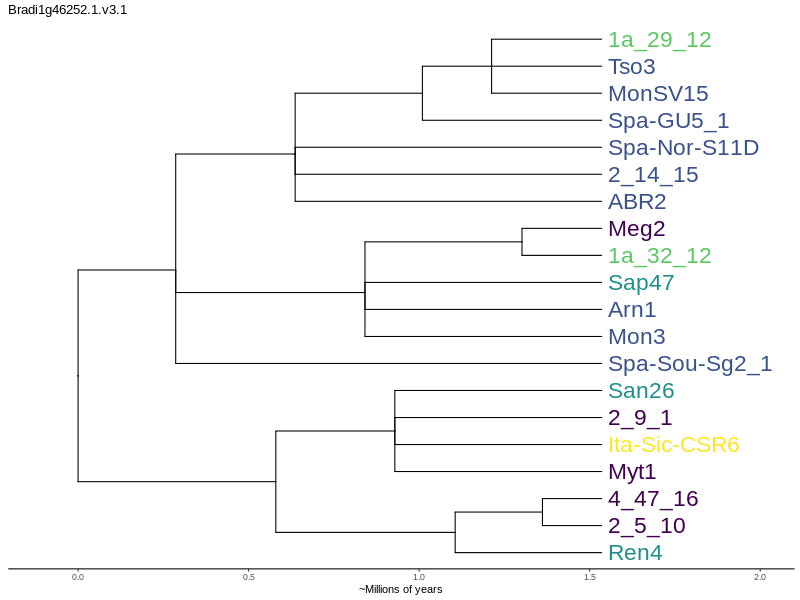 Bradi1g46252.1.v3.1
1a_29_12
Tso3
MonSV15
Spa-GU5_1
Spa-Nor-S11D
2_14_15
ABR2
Meg2
1a_32_12
Sap47
Arn1
Mon3
Spa-Sou-Sg2_1
San26
2_9_1
Ita-Sic-CSR6
Myt1
4_47_16
2_5_10
Ren4
0.0 0.5 1.0 1.5 2.0
~Millions of years